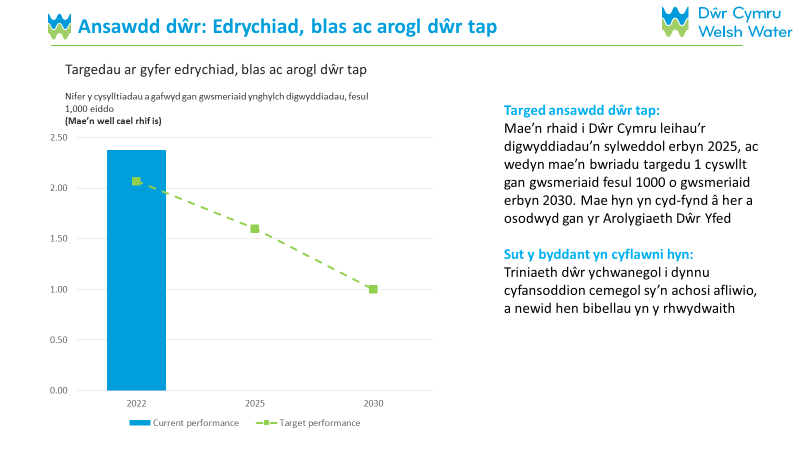 Ansawdd dŵr: Edrychiad, blas ac arogl dŵr tap
Dŵr Cymru
Welsh Water
Targedau ar gyfer edrychiad, blas ac arogl dŵr tap
Nifer y cysylltiadau a gafwyd gan gwsmeriaid ynghylch digwyddiadau, fesul
1,000 eiddo
(Mae’n well cael rhif is)
2.50
2.00
1.50
1.00
0.50
0.00
2022
2025
2030
Current performance
Target performance
Targed ansawdd dŵr tap:
Mae’n rhaid i Dŵr Cymru leihau’r
digwyddiadau’n sylweddol erbyn 2025, ac
wedyn mae’n bwriadu targedu 1 cyswllt
gan gwsmeriaid fesul 1000 o gwsmeriaid
erbyn 2030. Mae hyn yn cyd-fynd â her a
osodwyd gan yr Arolygiaeth Dŵr Yfed
Sut y byddant yn cyflawni hyn:
Triniaeth dŵr ychwanegol i dynnu
cyfansoddion cemegol sy’n achosi afliwio,
a newid hen bibellau yn y rhwydwaith